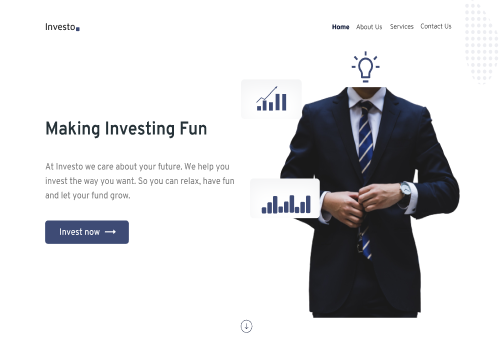 Investo
Home About Us Services Contact Us
Making Investing Fun
At Investo we care about your future. We help you
invest the way you want. So you can relax, have fun
and let your fund grow.
Invest now